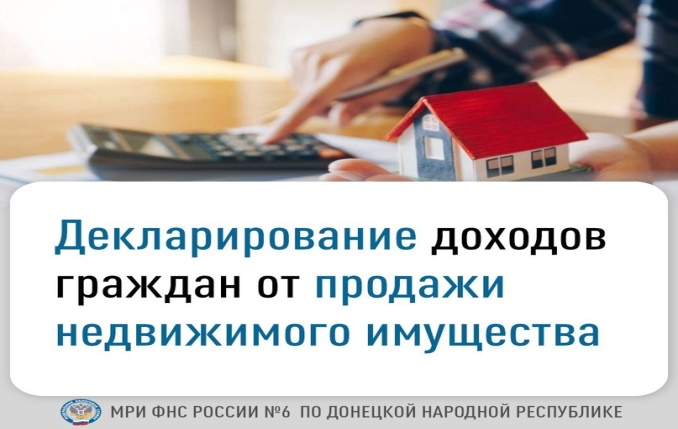 Декларирование доходов
граждан от продажи
недвижимого имущества
МРИ ФНС РОССИИ №6 ПО ДОНЕЦКОЙ НАРОДНОЙ РЕСПУБЛИКЕ